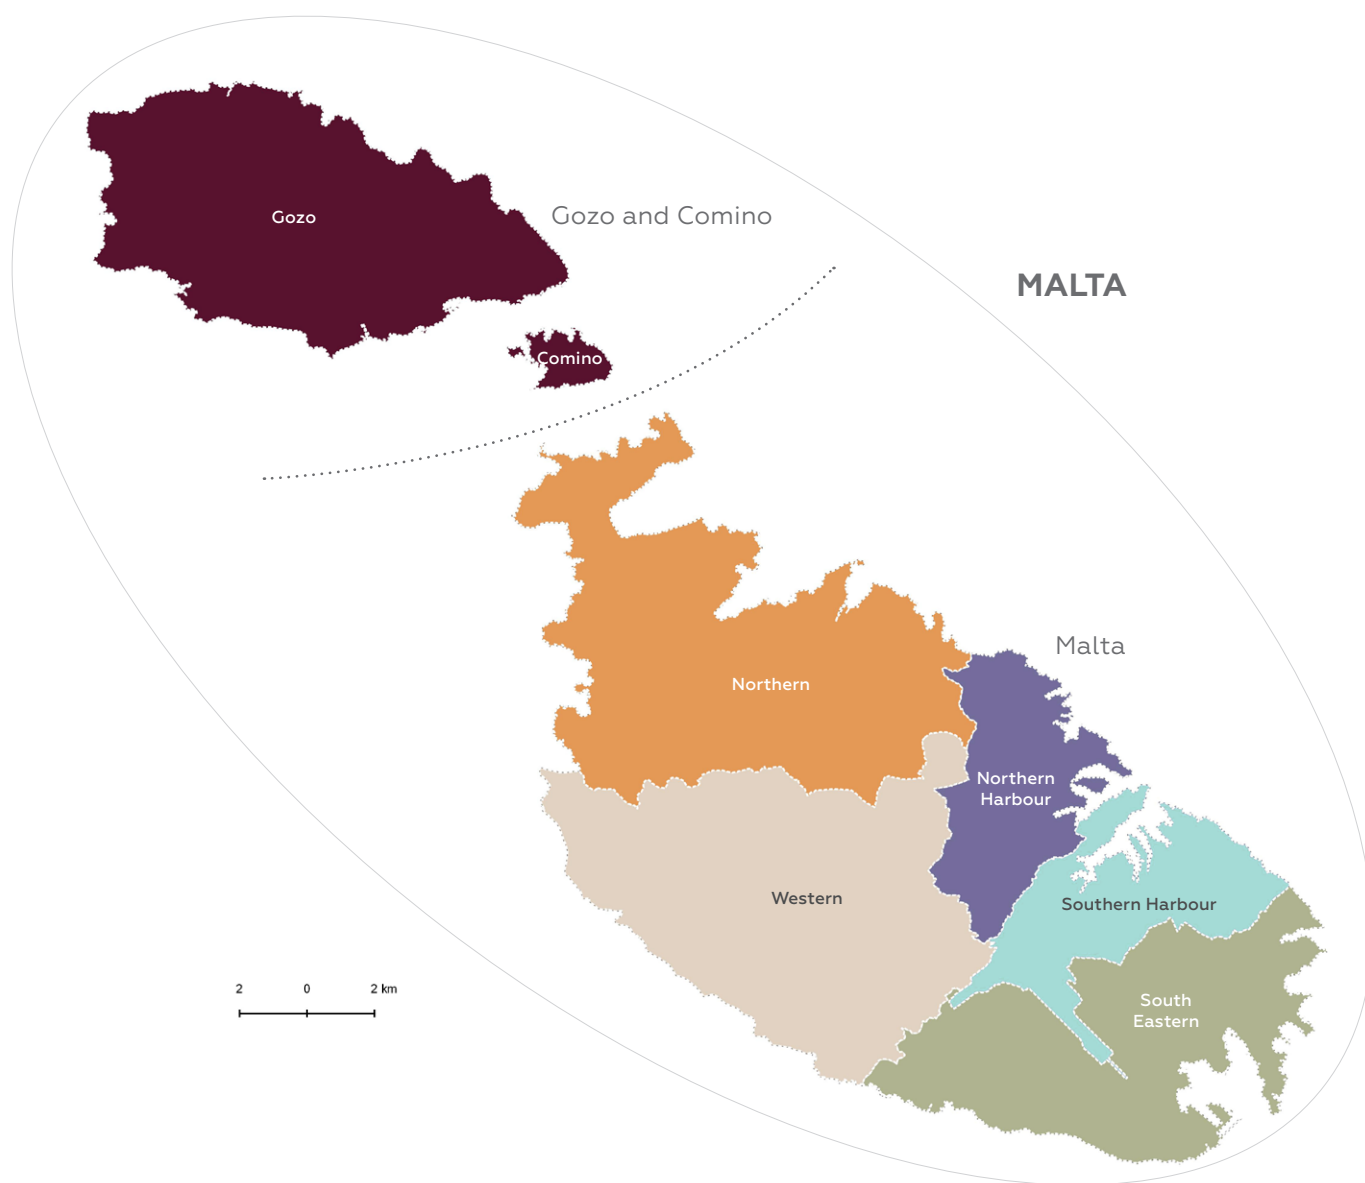 Gozo
Gozo and Comino
MALTA
Comino
Malta
Northern
Northern
Harbour
Western
Southern Harbour
South
Eastern
2 0 2 km